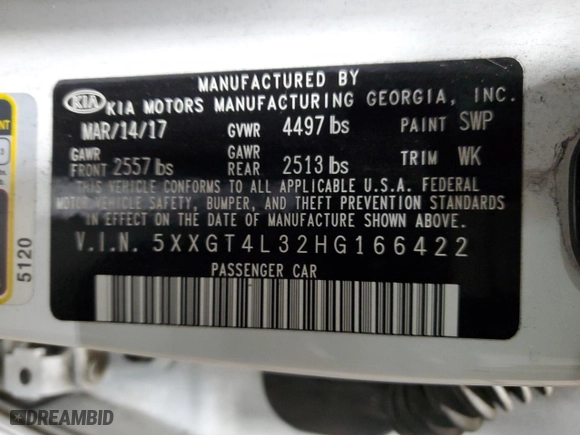 MANUFACTURED BY
KIA KIA MOTORS MANUFACTURING GEORGIA, INC.
MAR/14/17 GVWR 4497 lbs PAINT SWP
GAWR FRONT 2557 lbs GAWR REAR 2513 lbs TRIM WK
THIS VEHICLE CONFORMS TO ALL APPLICABLE U.S.A. FEDERAL
MOTOR VEHICLE SAFETY, BUMPER, AND THEFT PREVENTION STANDARDS
IN EFFECT ON THE DATE OF MANUFACTURE SHOWN ABOVE.
V.I.N. 5XXGT4L32HG166422
PASSENGER CAR
5120
DREAMBID